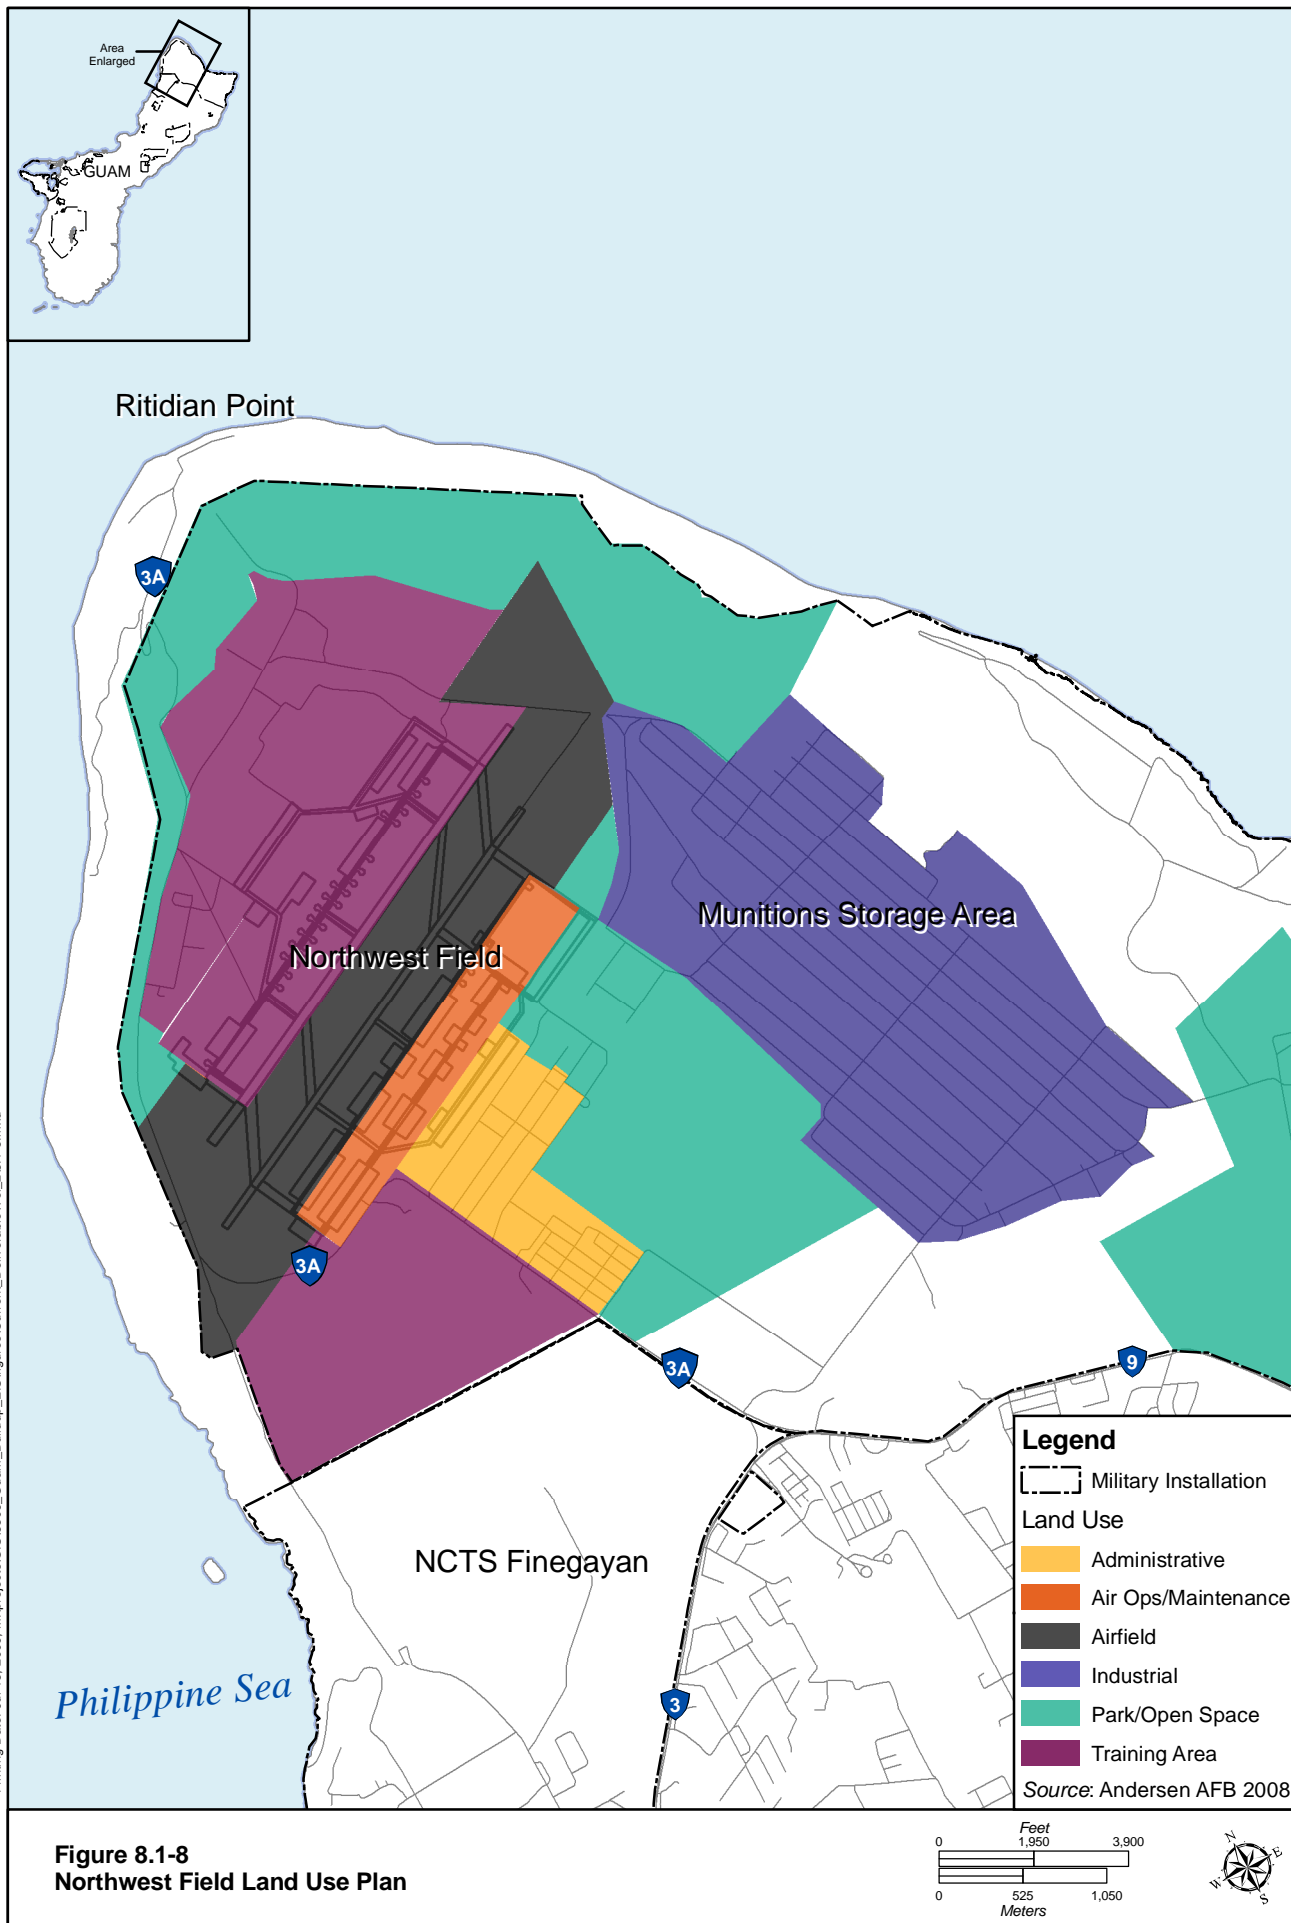 Area
Enlarged
GUAM
Ritidian Point
3A
Munitions Storage Area
Northwest Field
3A
3A
9
NCTS Finegayan
3
Philippine Sea
Legend
Military Installation
Land Use
Administrative
Air Ops/Maintenance
Airfield
Industrial
Park/Open Space
Training Area
Source: Andersen AFB 2008
Figure 8.1-8
Northwest Field Land Use Plan
Feet
0 1,950 3,900
0 525 1,050
Meters
N
E
W
S